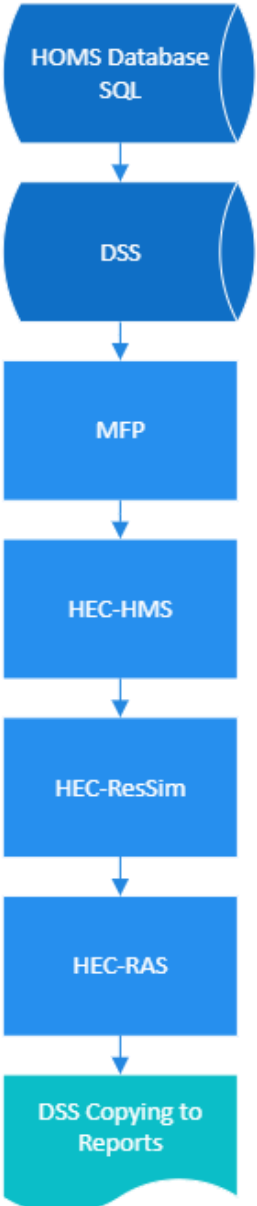 HOMS Database
SQL
DSS
MFP
HEC-HMS
HEC-ResSim
HEC-RAS
DSS Copying to
Reports